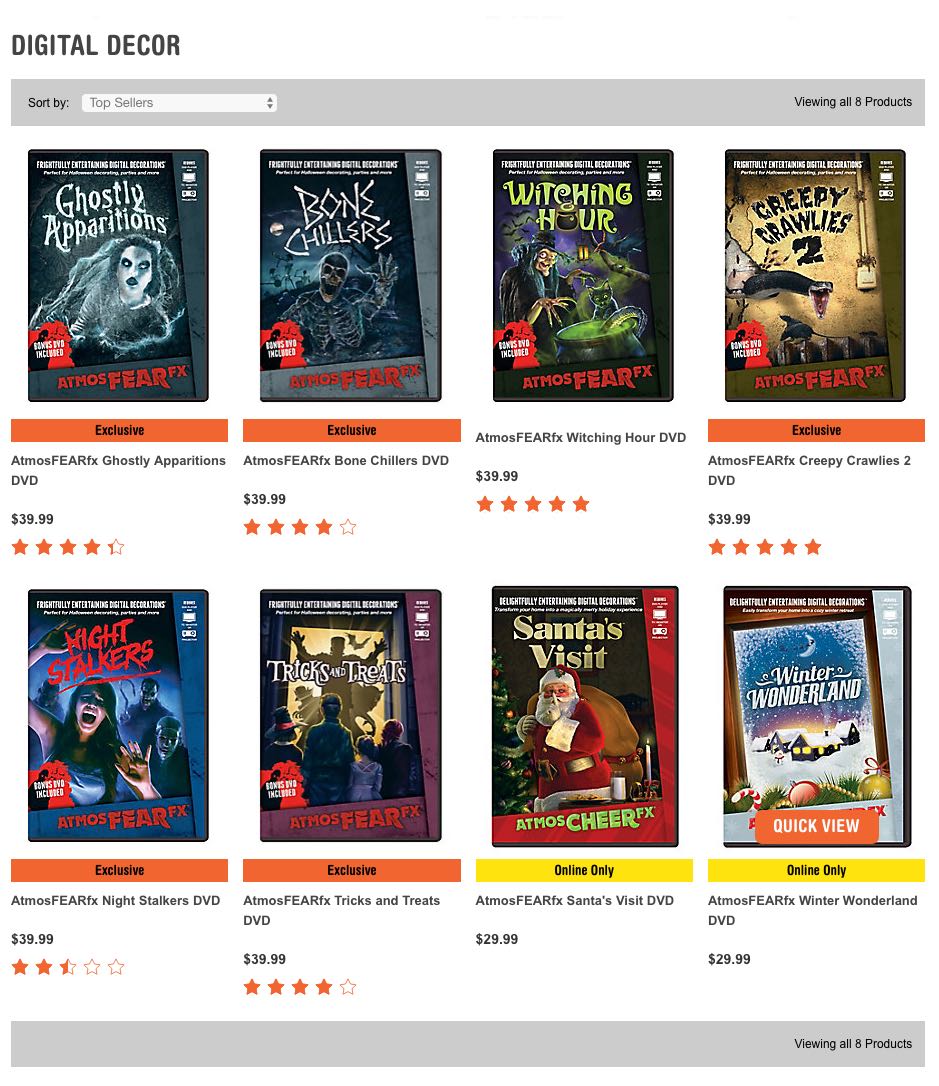 DIGITAL DECOR
Sort by: Top Sellers
Viewing all 8 Products
FRIGHTFULLY ENTERTAINING DIGITAL DECORATIONS
Perfect for Halloween decorating, parties and more
Ghostly
Apparitions
BONUS DVD
INCLUDED
ATMOSFEARFX
FRIGHTFULLY ENTERTAINING DIGITAL DECORATIONS
Perfect for Halloween decorating, parties and more
BONE
CHILLERS
BONUS DVD
INCLUDED
ATMOSFEARFX
FRIGHTFULLY ENTERTAINING DIGITAL DECORATIONS
Perfect for Halloween decorating, parties and more
WITCHING
HOUR
BONUS DVD
INCLUDED
ATMOSFEARFX
FRIGHTFULLY ENTERTAINING DIGITAL DECORATIONS
Perfect for Halloween decorating, parties and more
CREEPY
CRAWLIES
2
BONUS DVD
INCLUDED
ATMOSFEARFX
Exclusive
AtmosFEARfx Ghostly Apparitions
DVD
$39.99
Exclusive
AtmosFEARfx Bone Chillers DVD
$39.99
AtmosFEARfx Witching Hour DVD
$39.99
Exclusive
AtmosFEARfx Creepy Crawlies 2
DVD
$39.99
FRIGHTFULLY ENTERTAINING DIGITAL DECORATIONS
Perfect for Halloween decorating, parties and more
NIGHT
STALKERS
BONUS DVD
INCLUDED
ATMOSFEARFX
FRIGHTFULLY ENTERTAINING DIGITAL DECORATIONS
Perfect for Halloween decorating, parties and more
TRICKS AND TREATS
BONUS DVD
INCLUDED
ATMOSFEARFX
DELIGHTFULLY ENTERTAINING DIGITAL DECORATIONS
Transform your home into a magically merry holiday experience
Santa's
Visit
ATMOSCHEERFX
DELIGHTFULLY ENTERTAINING DIGITAL DECORATIONS
Easily transform your home into a cozy winter retreat
Winter
WONDERLAND
FX
QUICK VIEW
Exclusive
AtmosFEARfx Night Stalkers DVD
$39.99
Exclusive
AtmosFEARfx Tricks and Treats
DVD
$39.99
Online Only
AtmosFEARfx Santa's Visit DVD
$29.99
Online Only
AtmosFEARfx Winter Wonderland
DVD
$29.99
Viewing all 8 Products